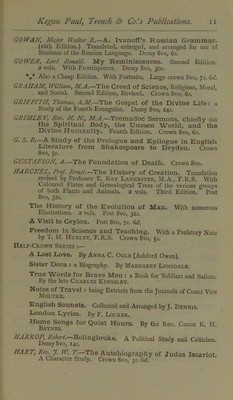 Kegan Paul, Trench & Co.'s Publications. 11
GOWAN, Major Walter E.—A. Ivanoff's Russian Grammar.
(16th Edition.) Translated, enlarged, and arranged for use of
Students of the Russian Language. Demy 8vo, 6s.
GOWER, Lord Ronald. My Reminiscences. Second Edition.
2 vols. With Frontispieces. Demy 8vo, 30s.
*** Also a Cheap Edition. With Portraits. Large crown 8vo, 7s. 6d.
GRAHAM, William, M.A.—The Creed of Science, Religious, Moral,
and Social. Second Edition, Revised. Crown 8vo, 6s.
GRIFFITH, Thomas, A.M.—The Gospel of the Divine Life: a
Study of the Fourth Evangelist. Demy 8vo, 14s.
GRIMLEY, Rev. H. N., M.A.—Tremadoc Sermons, chiefly on
the Spiritual Body, the Unseen World, and the
Divine Humanity. Fourth Edition. Crown 8vo, 6s.
G. S. B.—A Study of the Prologue and Epilogue in English
Literature from Shakespeare to Dryden. Crown
8vo, 5s.
GUSTAFSON, A.—The Foundation of Death. Crown 8vo.
HAECKEL, Prof. Ernst.—The History of Creation. Translation
revised by Professor E. RAY LANKESTER, M.A., F.R.S. With
Coloured Plates and Genealogical Trees of the various groups
of both Plants and Animals. 2 vols. Third Edition. Post
8vo, 32s.
The History of the Evolution of Man. With numerous
Illustrations. 2 vols. Post 8vo, 32s.
A Visit to Ceylon. Post 8vo, 7s. 6d.
Freedom in Science and Teaching. With a Prefatory Note
by T. H. HUXLEY, F.R.S. Crown 8vo, 5s.
HALF-CROWN SERIES:—
A Lost Love. By ANNA C. OGLE [Ashford Owen].
Sister Dora: a Biography. By MARGARET LONSDALE.
True Words for Brave Men: a Book for Soldiers and Sailors.
By the late CHARLES KINGSLEY.
Notes of Travel: being Extracts from the Journals of Count VON
MOLTKE.
English Sonnets. Collected and Arranged by J. DENNIS.
London Lyrics. By F. LOCKER.
Home Songs for Quiet Hours. By the Rev. Canon R. H.
BAYNES.
HARROP, Robert.—Bolingbroke. A Political Study and Criticism.
Demy 8vo, 14s.
HART, Rev. J. W. T.—The Autobiography of Judas Iscariot.
A Character Study. Crown 8vo, 3s. 6d.